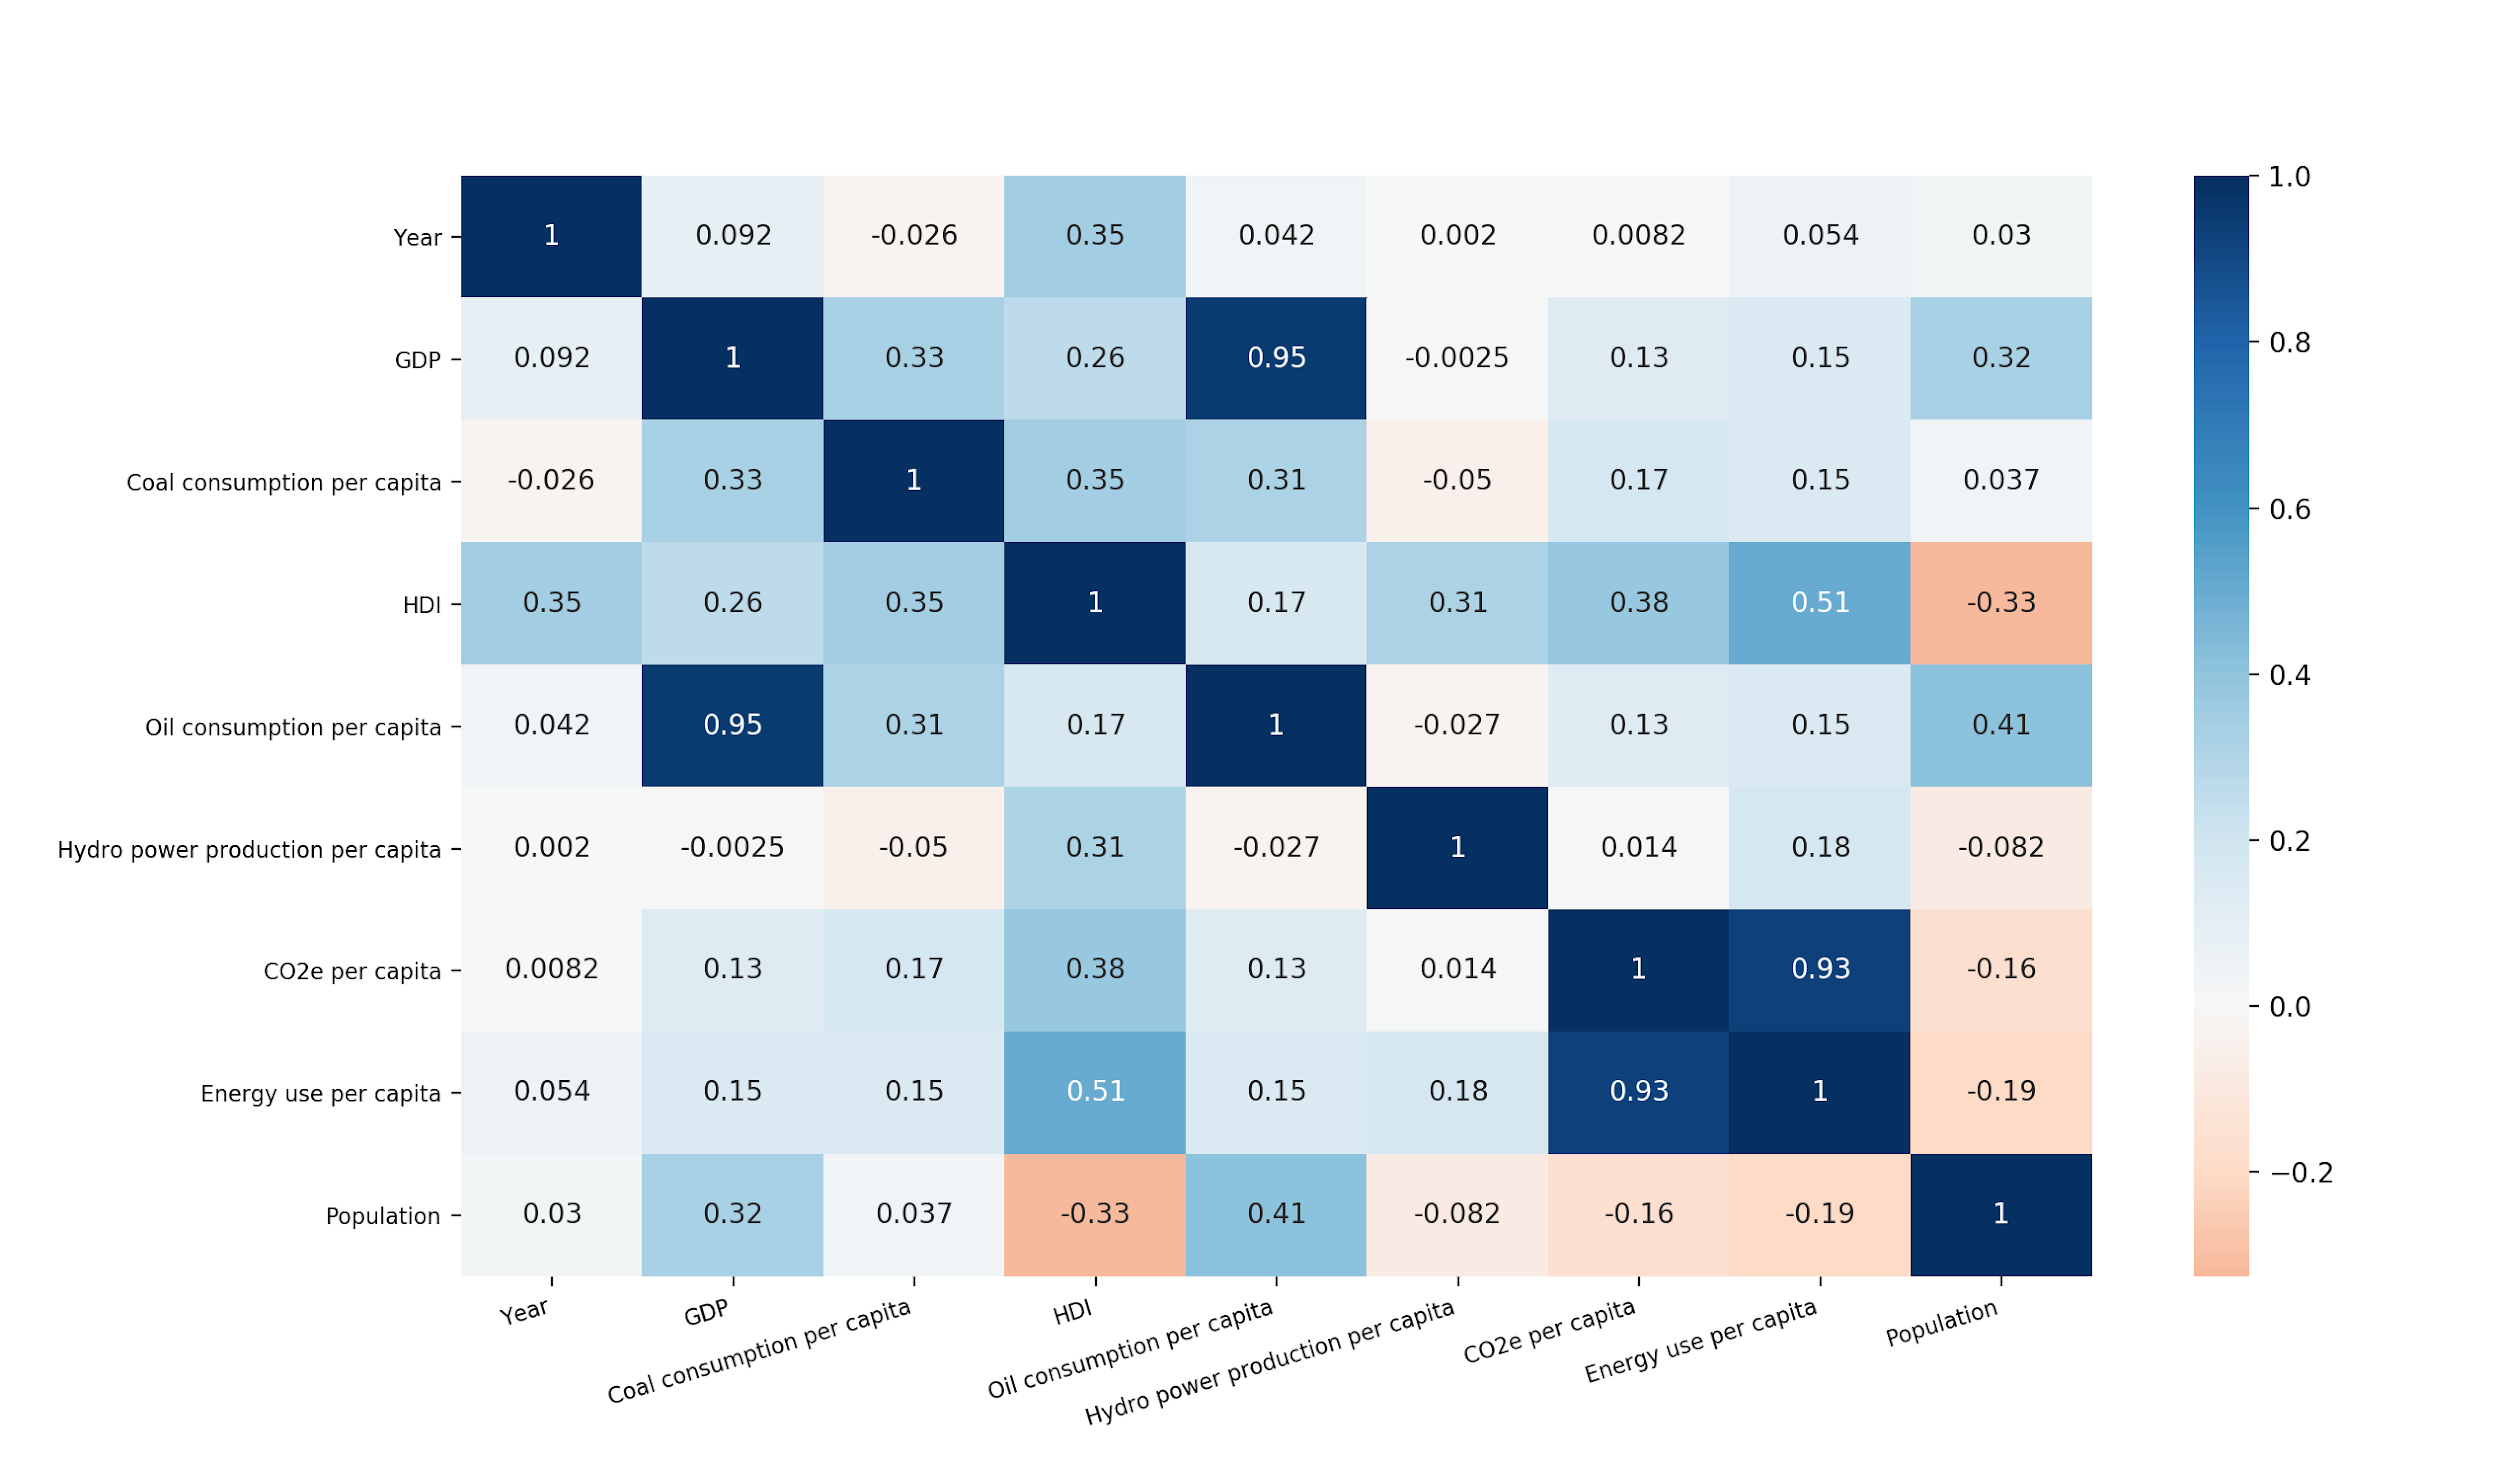 Year 1 0.092 -0.026 0.35 0.042 0.002 0.0082 0.054 0.03
GDP 0.092 1 0.33 0.26 0.95 -0.0025 0.13 0.15 0.32
Coal consumption per capita -0.026 0.33 1 0.35 0.31 -0.05 0.17 0.15 0.037
HDI 0.35 0.26 0.35 1 0.17 0.31 0.38 0.51 -0.33
Oil consumption per capita 0.042 0.95 0.31 0.17 1 -0.027 0.13 0.15 0.41
Hydro power production per capita 0.002 -0.0025 -0.05 0.31 -0.027 1 0.014 0.18 -0.082
CO2e per capita 0.0082 0.13 0.17 0.38 0.13 0.014 1 0.93 -0.16
Energy use per capita 0.054 0.15 0.15 0.51 0.15 0.18 0.93 1 -0.19
Population 0.03 0.32 0.037 -0.33 0.41 -0.082 -0.16 -0.19 1
Year
GDP
Coal consumption per capita
HDI
Oil consumption per capita
Hydro power production per capita
CO2e per capita
Energy use per capita
Population
1.0
0.8
0.6
0.4
0.2
0.0
−0.2